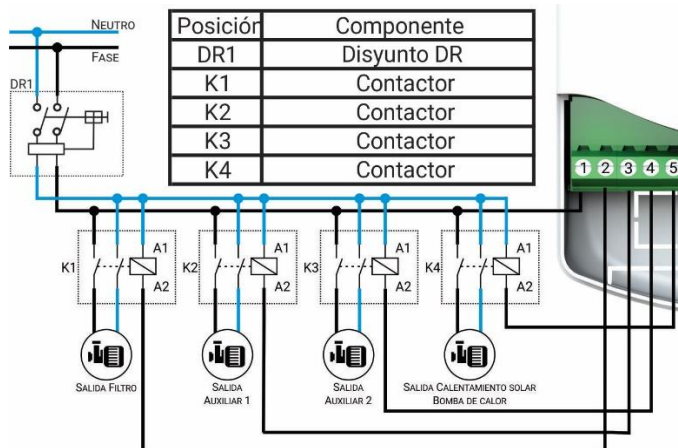 NEUTRO
FASE
DR1
Posición Componente
DR1 Disyunto DR
K1 Contactor
K2 Contactor
K3 Contactor
K4 Contactor
1 2 3 4 5
K1 A1 A2
K2 A1 A2
K3 A1 A2
K4 A1 A2
SALIDA FILTRO
SALIDA
AUXILIAR 1
SALIDA
AUXILIAR 2
SALIDA CALENTAMIENTO SOLAR
BOMBA DE CALOR